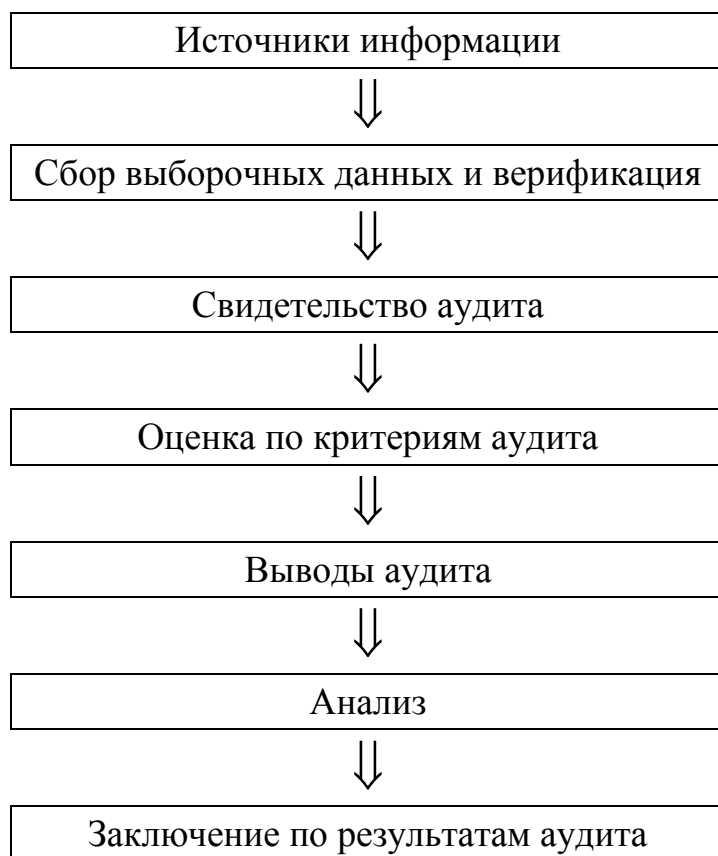 Источники информации
Сбор выборочных данных и верификация
Свидетельство аудита
Оценка по критериям аудита
Выводы аудита
Анализ
Заключение по результатам аудита